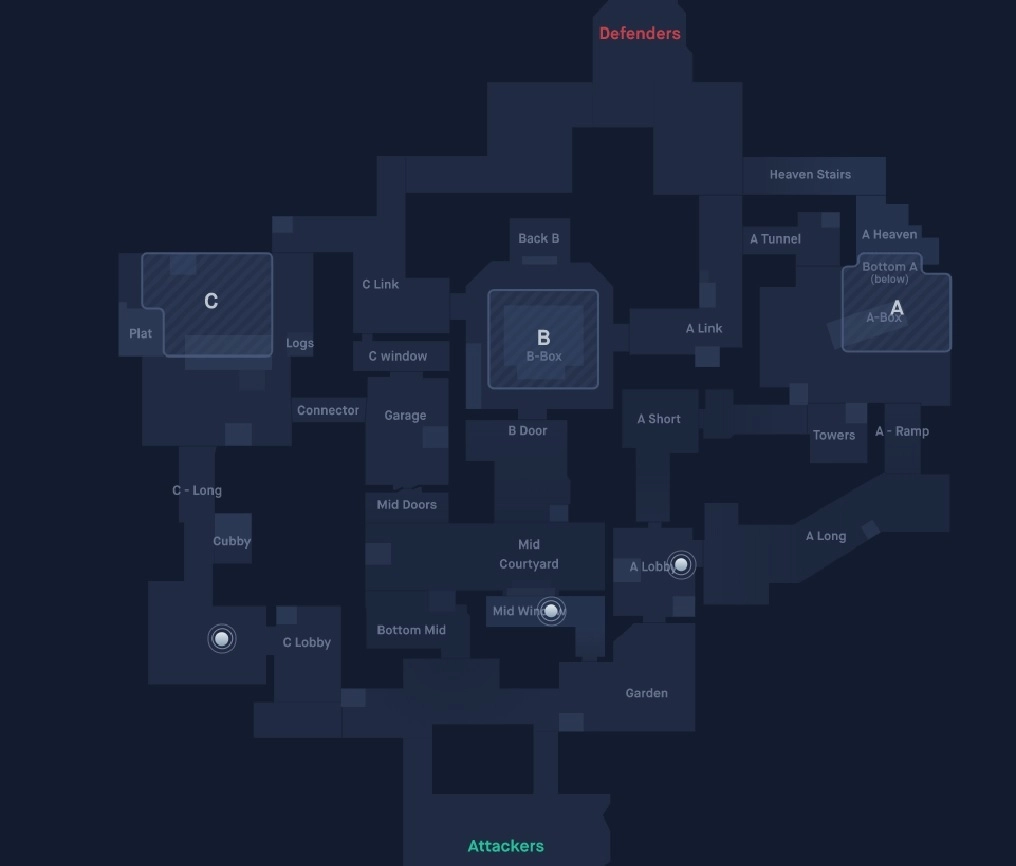 Defenders
Heaven Stairs
Back B
A Tunnel
A Heaven
Bottom A
(below)
C Link
C
A
A-Box
Plat
Logs
B
B-Box
A Link
C window
Connector
Garage
B Door
A Short
Towers
A - Ramp
C - Long
Mid Doors
Cubby
Mid
Courtyard
A Long
A Lobby
Mid Window
Bottom Mid
C Lobby
Garden
Attackers